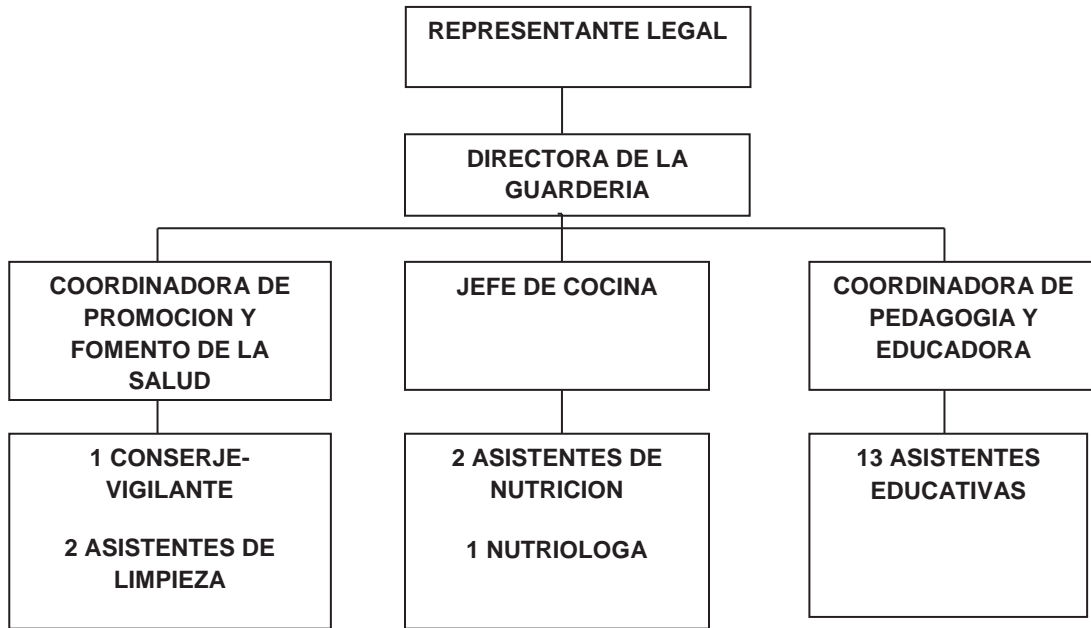 REPRESENTANTE LEGAL
DIRECTORA DE LA
GUARDERIA
COORDINADORA DE
PROMOCION Y
FOMENTO DE LA
SALUD
JEFE DE COCINA
COORDINADORA DE
PEDAGOGIA Y
EDUCADORA
1 CONSERJE-
VIGILANTE
2 ASISTENTES DE
LIMPIEZA
2 ASISTENTES DE
NUTRICION
1 NUTRIOLOGA
13 ASISTENTES
EDUCATIVAS